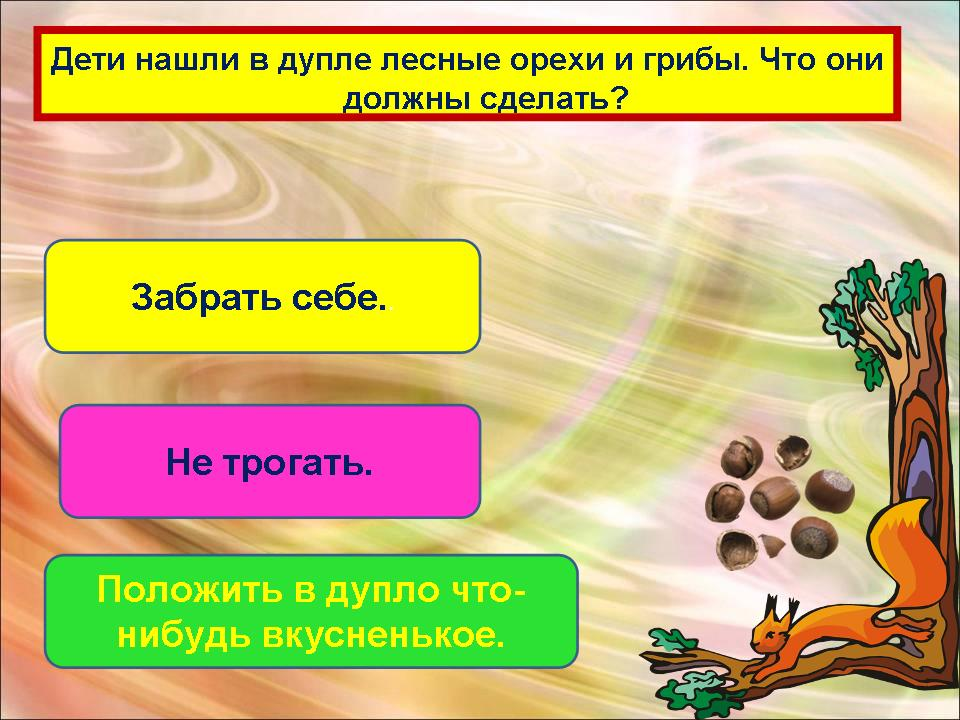 Дети нашли в дупле лесные орехи и грибы. Что они
должны сделать?
Забрать себе.
Не трогать.
Положить в дупло что-
нибудь вкусненькое.